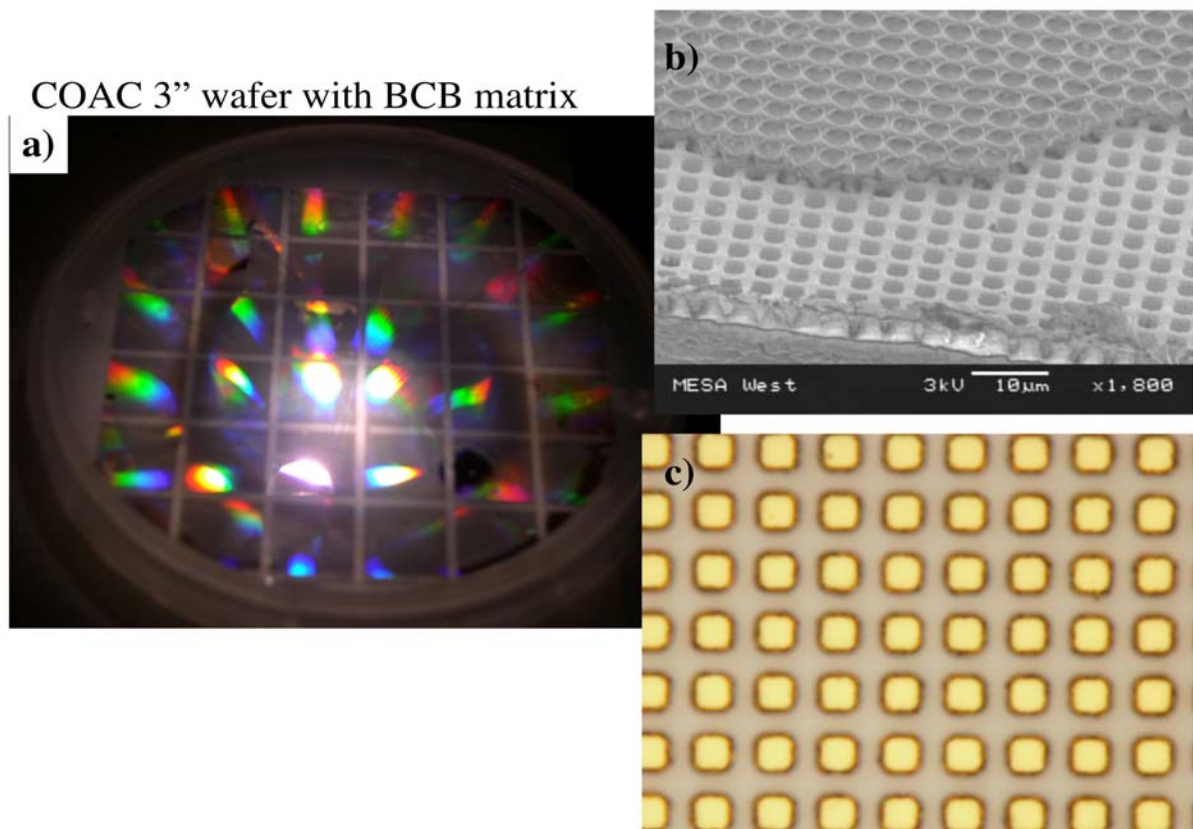 COAC 3” wafer with BCB matrix
a)
b)
MESA West 3kV 10μm x1,800
c)